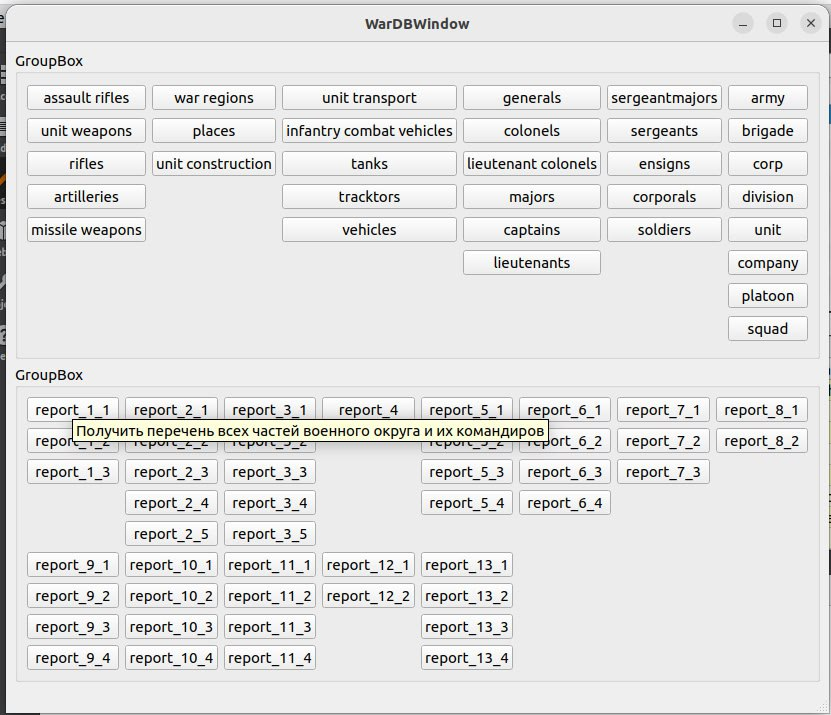 WarDBWindow
GroupBox
assault rifles war regions unit transport generals sergeantmajors army
unit weapons places infantry combat vehicles colonels sergeants brigade
rifles unit construction tanks lieutenant colonels ensigns corp
artilleries tracktors majors corporals division
missile weapons vehicles captains soldiers unit
lieutenants company
platoon
squad
GroupBox
report_1_1 report_2_1 report_3_1 report_4 report_5_1 report_6_1 report_7_1 report_8_1
Получить перечень всех частей военного округа и их командиров
report_1_2 report_2_2 report_3_2 report_5_2 report_6_2 report_7_2 report_8_2
report_1_3 report_2_3 report_3_3 report_5_3 report_6_3 report_7_3
report_2_4 report_3_4 report_5_4 report_6_4
report_2_5 report_3_5
report_9_1 report_10_1 report_11_1 report_12_1 report_13_1
report_9_2 report_10_2 report_11_2 report_12_2 report_13_2
report_9_3 report_10_3 report_11_3 report_13_3
report_9_4 report_10_4 report_11_4 report_13_4